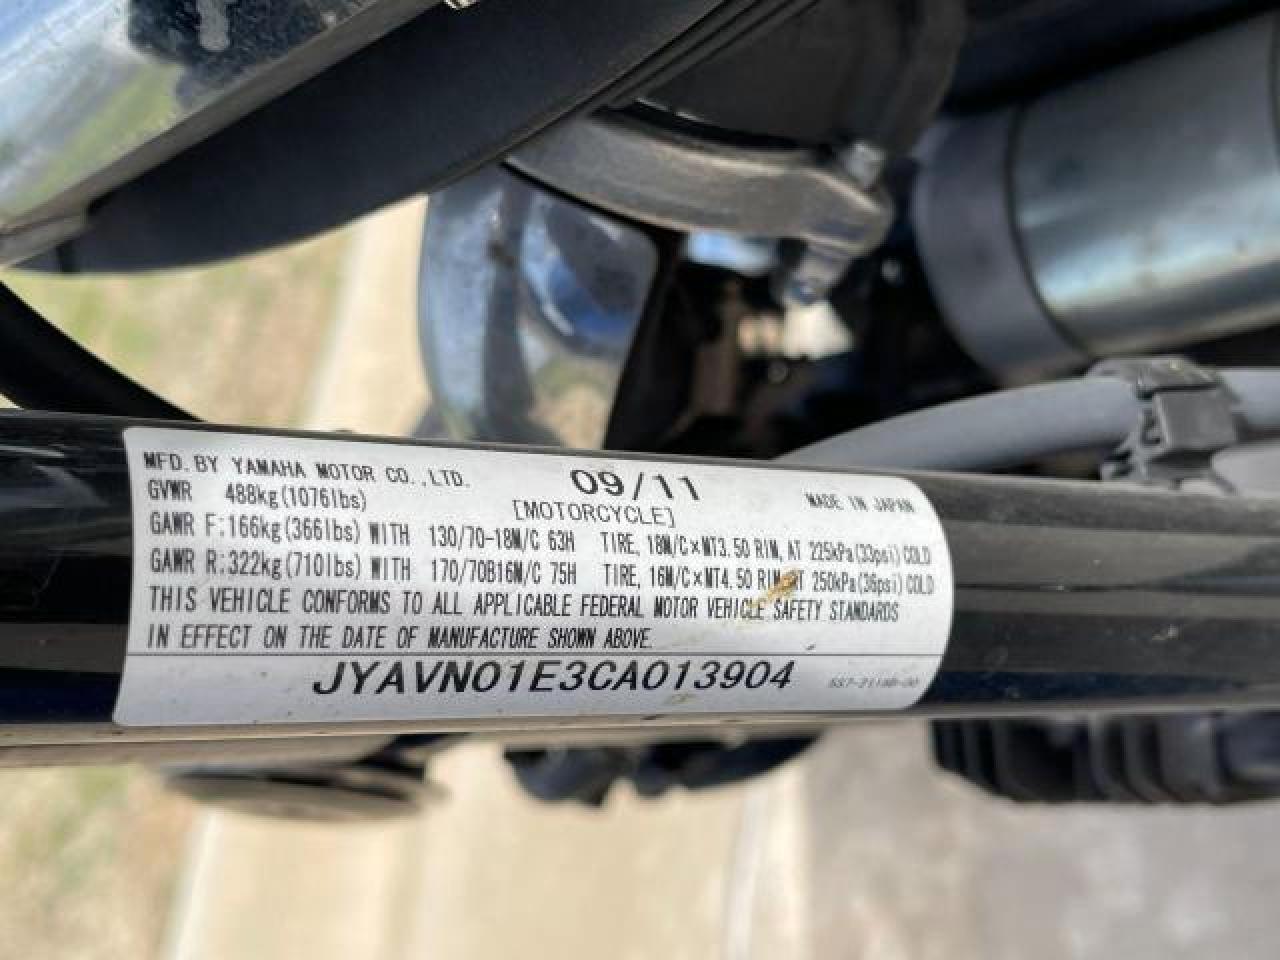 MFD. BY YAMAHA MOTOR CO.,LTD. 09/11
GVWR 488kg(1076lbs) [MOTORCYCLE] MADE IN JAPAN
GAWR F:166kg(366lbs) WITH 130/70-18M/C 63H TIRE, 18M/C×MT3.50 RIM, AT 225kPa(33psi) COLD
GAWR R:322kg(710lbs) WITH 170/70B16M/C 75H TIRE, 16M/C×MT4.50 RIM, AT 250kPa(36psi) COLD
THIS VEHICLE CONFORMS TO ALL APPLICABLE FEDERAL MOTOR VEHICLE SAFETY STANDARDS
IN EFFECT ON THE DATE OF MANUFACTURE SHOWN ABOVE.
JYAVN01E3CA013904